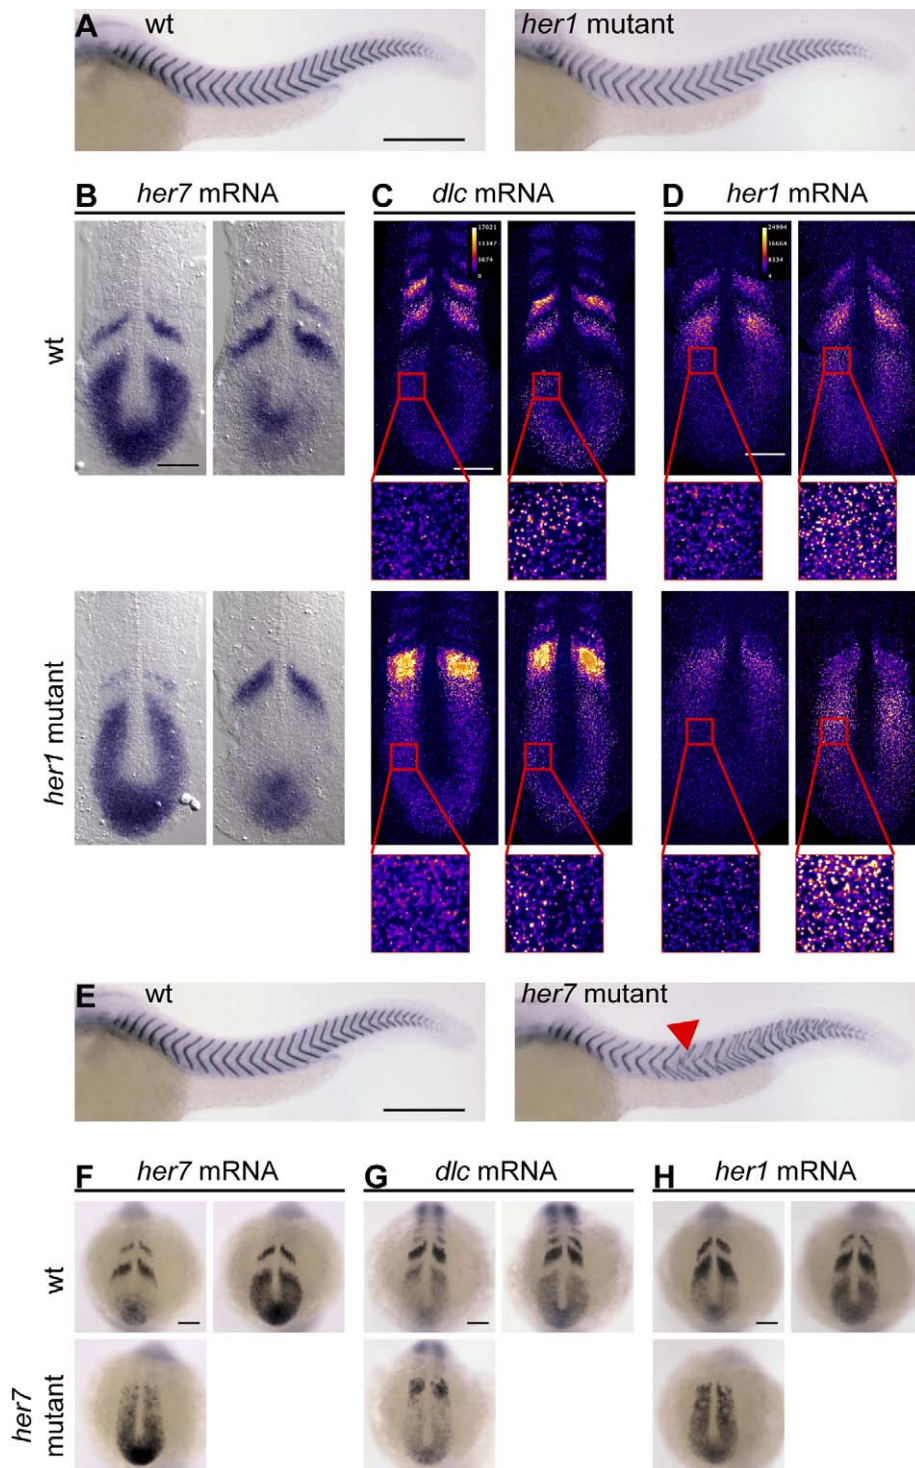 A wt her1 mutant
B her7 mRNA C dlc mRNA D her1 mRNA
17021
11347
5674
0
24994
16664
8334
4
wt
her1 mutant
E wt her7 mutant
F her7 mRNA G dlc mRNA H her1 mRNA
wt
her7
mutant